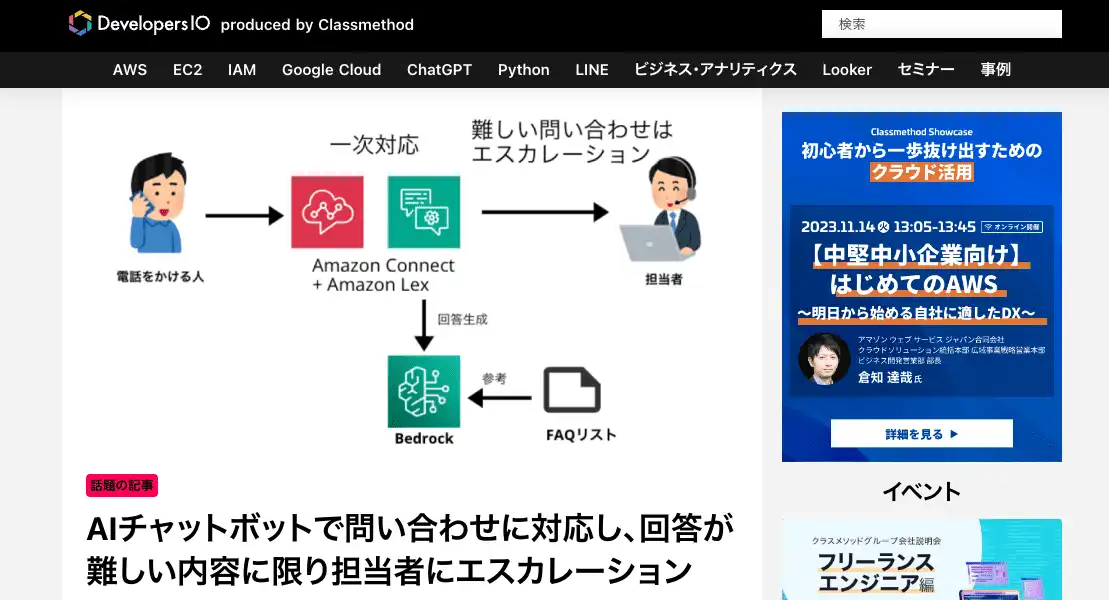 DevelopersIO produced by Classmethod
検索
AWS EC2 IAM Google Cloud ChatGPT Python LINE ビジネス・アナリティクス Looker セミナー 事例
一次対応
難しい問い合わせは
エスカレーション
電話をかける人
Amazon Connect
+ Amazon Lex
担当者
回答生成
参考
Bedrock
FAQリスト
話題の記事
AIチャットボットで問い合わせに対応し、回答が
難しい内容に限り担当者にエスカレーション
Classmethod Showcase
初心者から一歩抜け出すための
クラウド活用
2023.11.14 火 13:05-13:45 オンライン開催
【中堅中小企業向け】
はじめてのAWS
〜明日から始める自社に適したDX〜
アマゾン ウェブ サービス ジャパン合同会社
クラウドソリューション統括本部 広域事業戦略営業本部
ビジネス開発営業部 部長
倉知 達哉 氏
詳細を見る ▶
イベント
クラスメソッドグループ会社説明会
フリーランス
エンジニア編